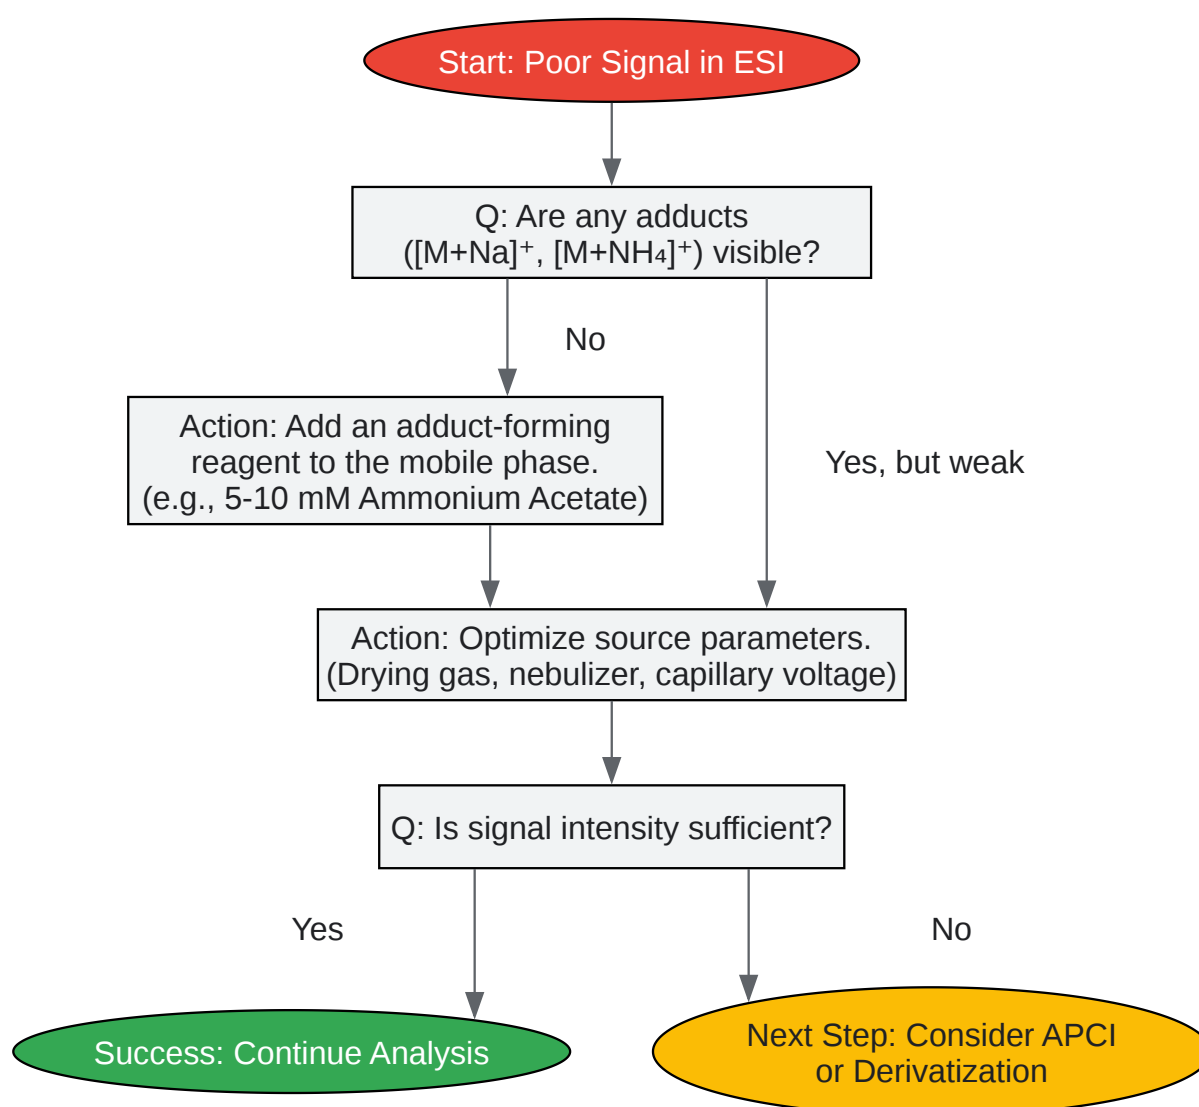 Start: Poor Signal in ESI
Q: Are any adducts
([M+Na]⁺, [M+NH₄]⁺) visible?
No
Action: Add an adduct-forming
reagent to the mobile phase.
(e.g., 5-10 mM Ammonium Acetate)
Yes, but weak
Action: Optimize source parameters.
(Drying gas, nebulizer, capillary voltage)
Q: Is signal intensity sufficient?
Yes
No
Success: Continue Analysis
Next Step: Consider APCI
or Derivatization